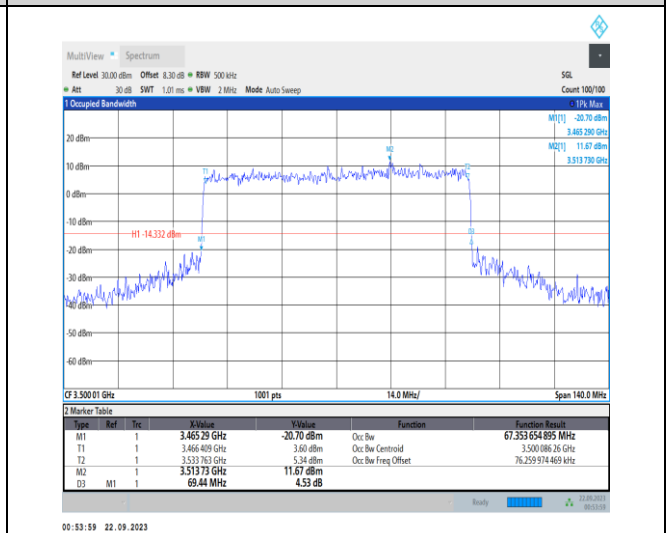 MultiView Spectrum
Ref Level 30.00 dBm Offset 8.30 dB RBW 500 kHz SGL
Att 30 dB SWT 1.01 ms VBW 2 MHz Mode Auto Sweep Count 100/100
1 Occupied Bandwidth 1Pk Max
M1[1] -20.70 dBm
3.465 290 GHz
M2[1] 11.67 dBm
3.513 730 GHz
20 dBm
M2
10 dBm
T1
T2
0 dBm
-10 dBm
H1 -14.332 dBm
M1
D3
-20 dBm
-30 dBm
-40 dBm
-50 dBm
-60 dBm
CF 3.500 01 GHz 1001 pts 14.0 MHz/ Span 140.0 MHz
2 Marker Table
Type Ref Trc X-Value Y-Value Function Function Result
M1 1 3.465 29 GHz -20.70 dBm Occ Bw 67.353 654 895 MHz
T1 1 3.466 409 GHz 3.60 dBm Occ Bw Centroid 3.500 086 26 GHz
T2 1 3.533 763 GHz 5.34 dBm Occ Bw Freq Offset 76.259 974 469 kHz
M2 1 3.513 73 GHz 11.67 dBm
D3 M1 1 69.44 MHz 4.53 dB
Ready 22.09.2023
00:53:59
00:53:59 22.09.2023